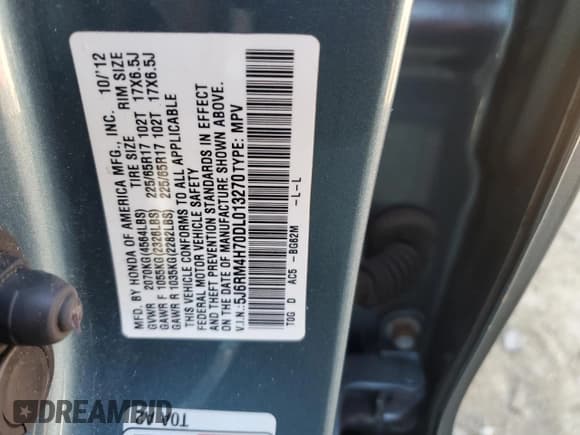 MFD. BY HONDA OF AMERICA MFG., INC. 10/'12
TIRE SIZE RIM SIZE
GVWR 2070KG(4564LBS)
GAWR F 1055KG(2326LBS) 225/65R17 102T 17X6.5J
GAWR R 1035KG(2282LBS) 225/65R17 102T 17X6.5J
THIS VEHICLE CONFORMS TO ALL APPLICABLE
FEDERAL MOTOR VEHICLE SAFETY
AND THEFT PREVENTION STANDARDS IN EFFECT
ON THE DATE OF MANUFACTURE SHOWN ABOVE.
V.I.N.: 5J6RM4H70DL013270 TYPE: MPV
T0G D AC5 -BG62M -L-L
T0A-A2
DREAMBID